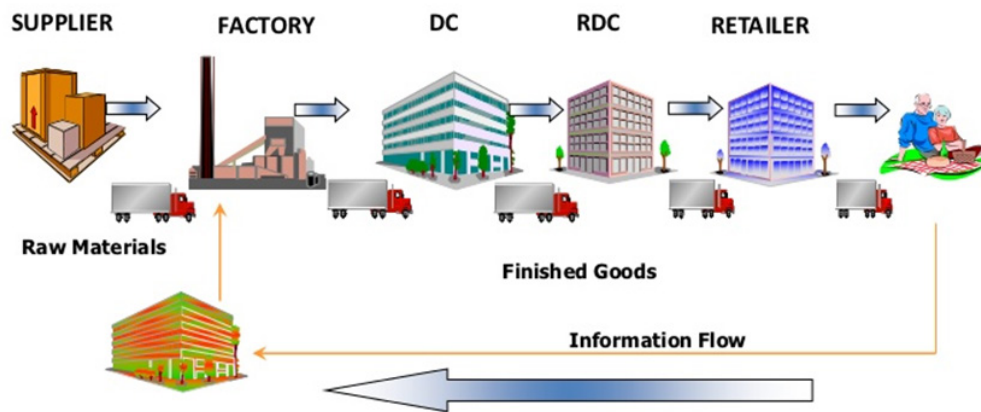 SUPPLIER
FACTORY
DC
RDC
RETAILER
Raw Materials
Finished Goods
Information Flow